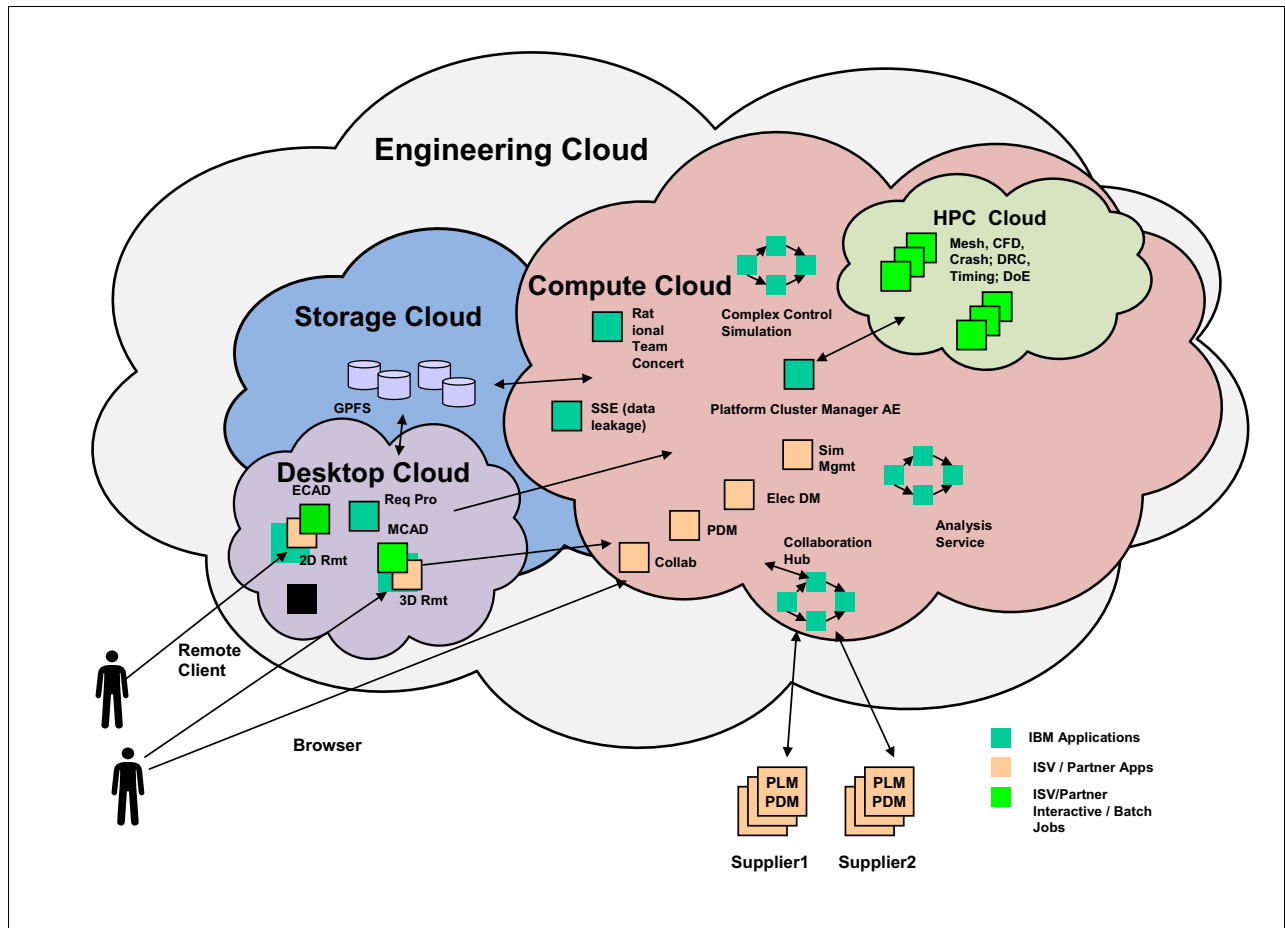 Engineering Cloud
HPC  Cloud
Mesh, CFD,
Crash; DRC,
Timing; DoE
Compute Cloud
Storage Cloud
Rat
ional
Team
Concert
Complex Control
Simulation
GPFS
SSE (data
leakage)
Platform Cluster Manager AE
Desktop Cloud
ECAD
Req Pro
MCAD
2D Rmt
3D Rmt
Sim
Mgmt
Elec DM
PDM
Collab
Analysis
Service
Collaboration
Hub
Remote
Client
Browser
PLM
PDM
Supplier1
PLM
PDM
Supplier2
IBM Applications
ISV / Partner Apps
ISV/Partner
Interactive / Batch
Jobs